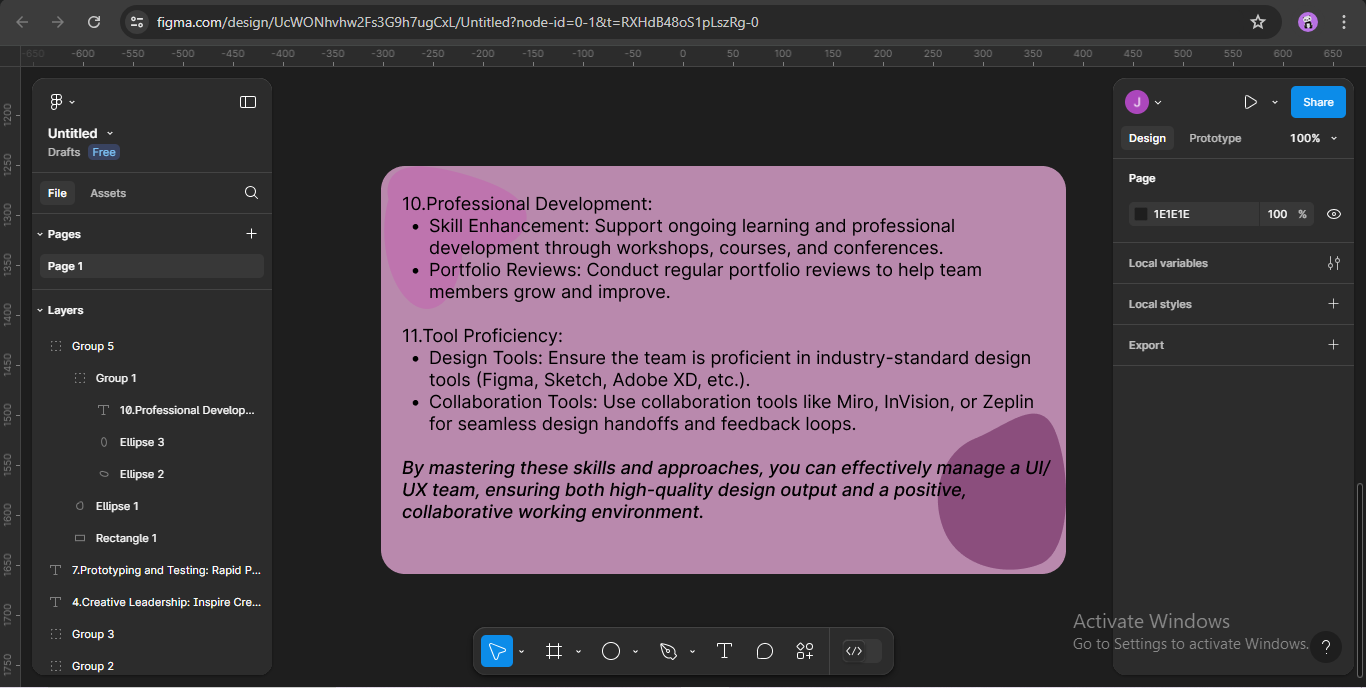 figma.com/design/UcWONhvhw2Fs3G9h7ugCxL/Untitled?node-id=0-1&t=RXHdB48oS1pLszRg-0
-650 -600 -550 -500 -450 -400 -350 -300 -250 -200 -150 -100 -50 0 50 100 150 200 250 300 350 400 450 500 550 600 650
1200
1250
1300
1350
1400
1450
1500
1550
1600
1650
1700
1750
Untitled
Drafts Free
File Assets
Pages
Page 1
Layers
Group 5
Group 1
10.Professional Develop...
Ellipse 3
Ellipse 2
Ellipse 1
Rectangle 1
7.Prototyping and Testing: Rapid P...
4.Creative Leadership: Inspire Cre...
Group 3
Group 2
10.Professional Development:
• Skill Enhancement: Support ongoing learning and professional
development through workshops, courses, and conferences.
• Portfolio Reviews: Conduct regular portfolio reviews to help team
members grow and improve.
11.Tool Proficiency:
• Design Tools: Ensure the team is proficient in industry-standard design
tools (Figma, Sketch, Adobe XD, etc.).
• Collaboration Tools: Use collaboration tools like Miro, InVision, or Zeplin
for seamless design handoffs and feedback loops.
By mastering these skills and approaches, you can effectively manage a UI/
UX team, ensuring both high-quality design output and a positive,
collaborative working environment.
J
Share
Design Prototype 100%
Page
1E1E1E 100 %
Local variables
Local styles
Export
Activate Windows
Go to Settings to activate Windows.
?